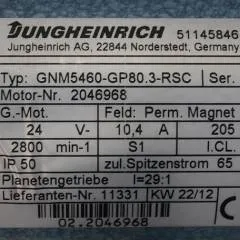 JUNGHEINRICH 51145846
Jungheinrich AG, 22844 Norderstedt, Germany
Typ: GNM5460-GP80.3-RSC Ser.
Motor-Nr. 2046968
G.-Mot. Feld: Perm. Magnet
24 V- 10,4 A 205
2800 min-1 S1 I.CL.
IP 50 zul.Spitzenstrom 65
Planetengetriebe I=29:1
Lieferanten-Nr. 11331 KW 22/12
02.2046968